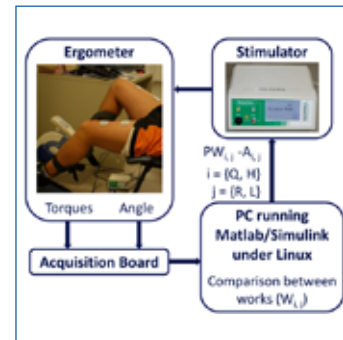 Ergometer
Torques Angle
Acquisition Board
Stimulator
PW i,j -A i,j
i = {Q, H}
j = {R, L}
PC running
Matlab/Simulink
under Linux
Comparison between
works (W i,j)